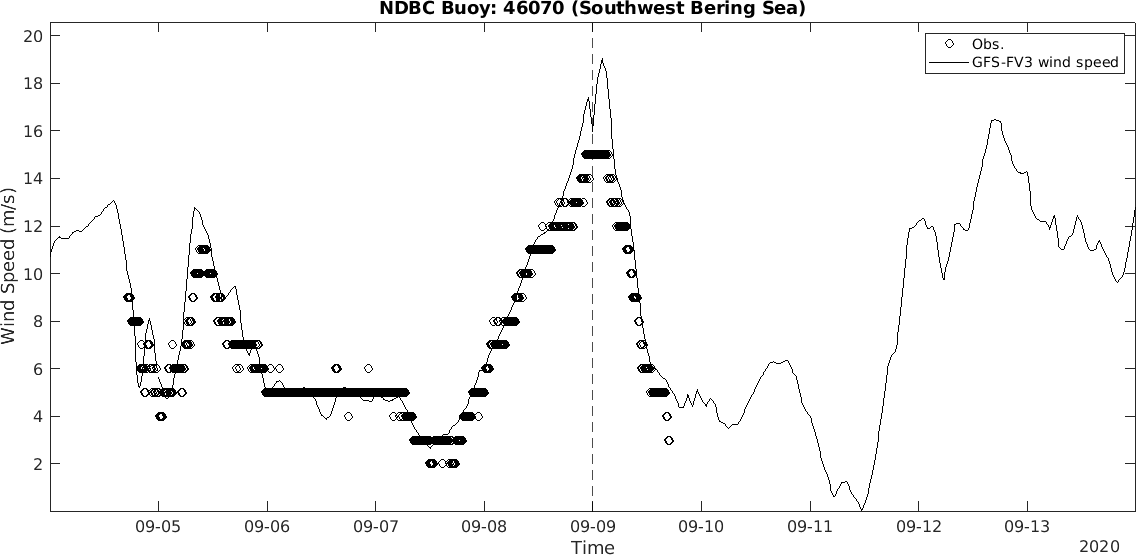 NDBC Buoy: 46070 (Southwest Bering Sea)
Obs.
GFS-FV3 wind speed
Wind Speed (m/s)
20
18
16
14
12
10
8
6
4
2
09-05 09-06 09-07 09-08 09-09 09-10 09-11 09-12 09-13
Time
2020